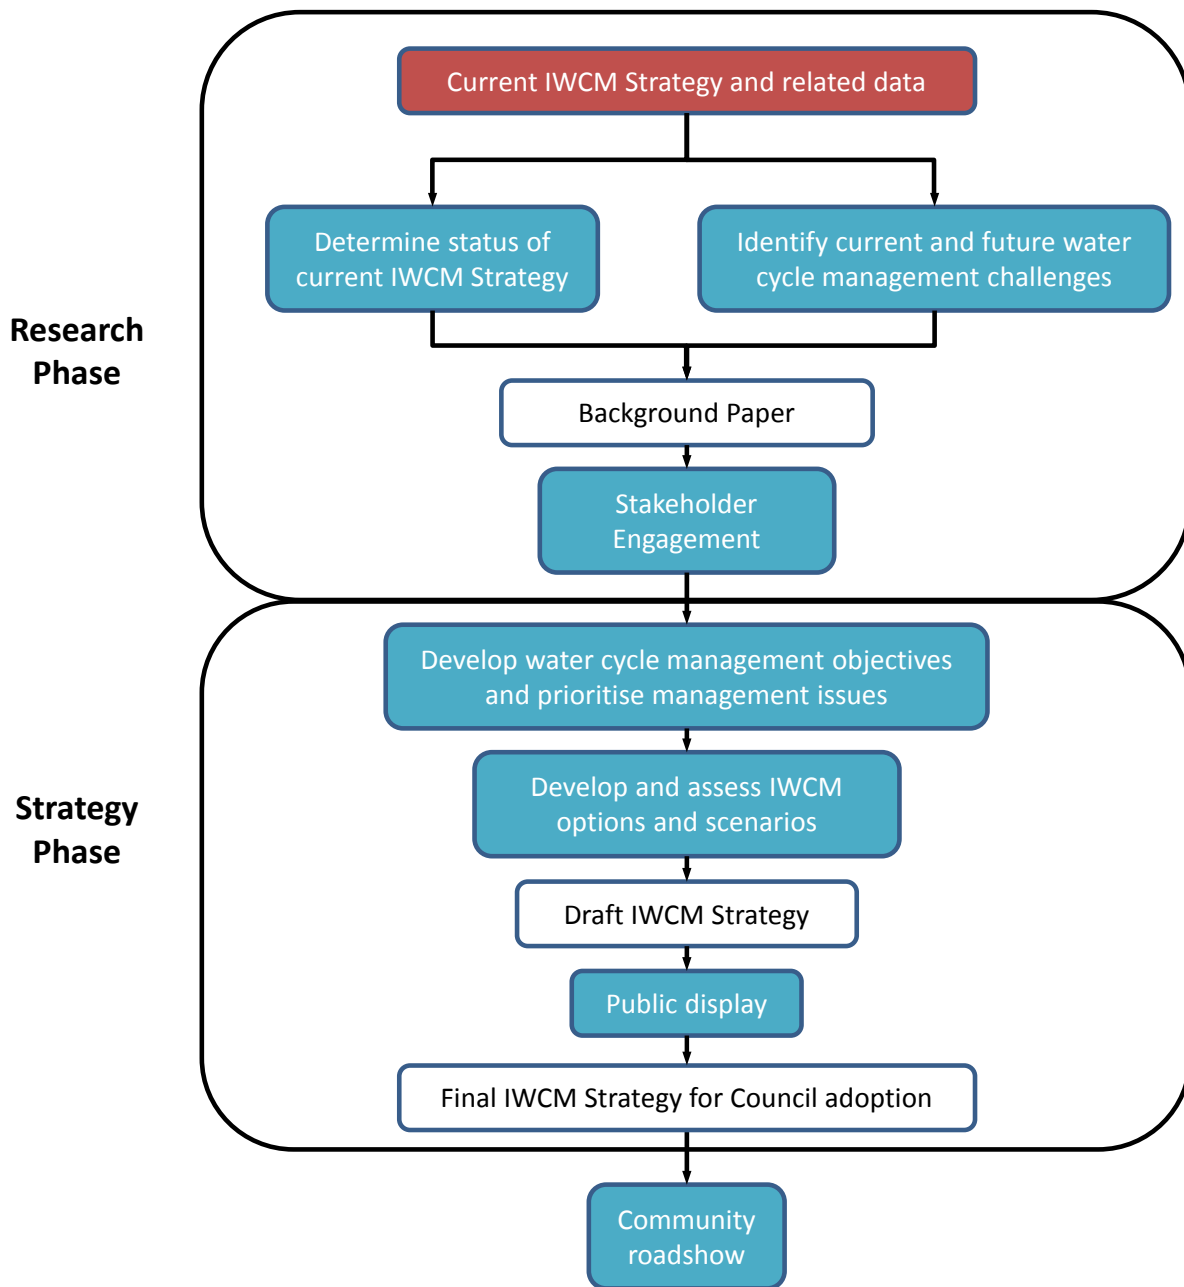 Current IWCM Strategy and related data
Determine status of
current IWCM Strategy
Identify current and future water
cycle management challenges
Research
Phase
Background Paper
Stakeholder
Engagement
Develop water cycle management objectives
and prioritise management issues
Strategy
Phase
Develop and assess IWCM
options and scenarios
Draft IWCM Strategy
Public display
Final IWCM Strategy for Council adoption
Community
roadshow